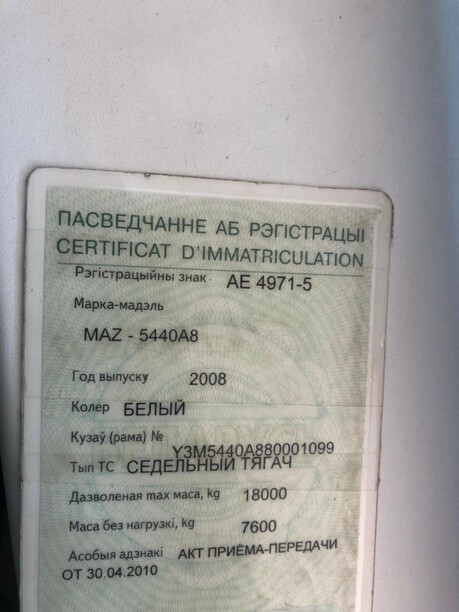 ПАСВЕДЧАННЕ АБ РЭГІСТРАЦЫІ
CERTIFICAT D'IMMATRICULATION
Рэгістрацыйны знак AE 4971-5
Марка-мадэль
MAZ - 5440A8
Год выпуску 2008
Колер БЕЛЫЙ
Кузаў (рама) № Y3M5440A880001099
Тып ТС СЕДЕЛЬНЫЙ ТЯГАЧ
Дазволеная max маса, kg 18000
Маса без нагрузкі, kg 7600
Асобыя адзнакі АКТ ПРИЁМА-ПЕРЕДАЧИ
ОТ 30.04.2010